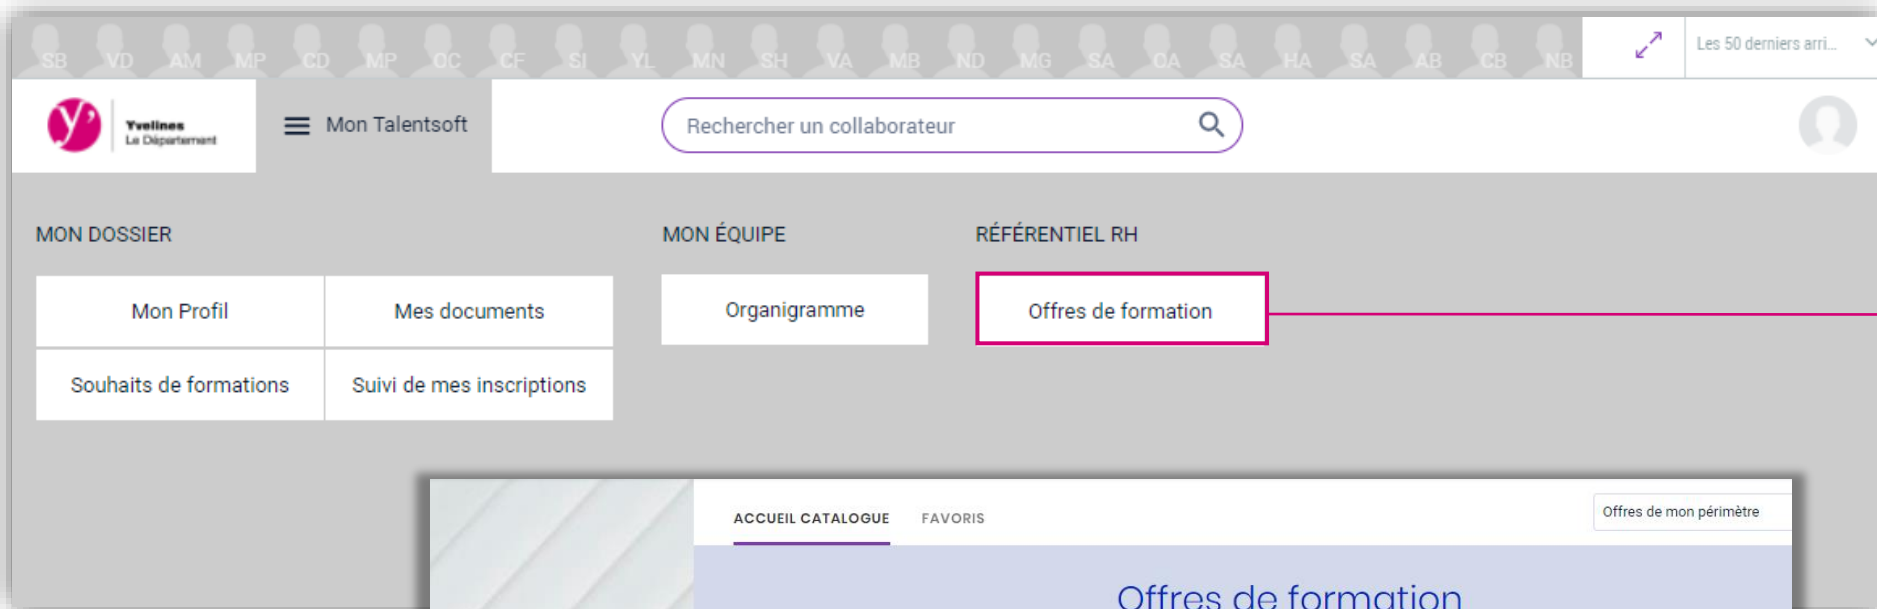 SB VD AM MP CD MP OC CF SI YL MN SH VA MB ND MG SA OA SA HA SA AB CB NB
Les 50 derniers arri...
y'
Yvelines
Le Département
Mon Talentsoft
Rechercher un collaborateur
MON DOSSIER
MON ÉQUIPE
RÉFÉRENTIEL RH
Mon Profil
Mes documents
Organigramme
Offres de formation
Souhaits de formations
Suivi de mes inscriptions
ACCUEIL CATALOGUE
FAVORIS
Offres de mon périmètre
Offres de formation